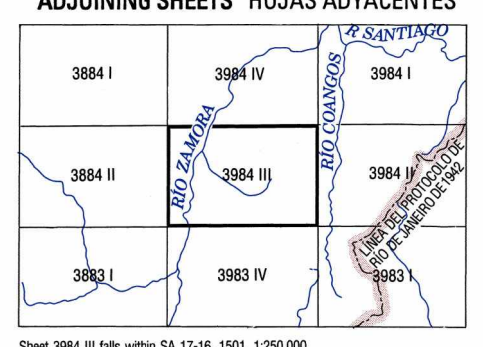 ADJOINING SHEETS HOJAS ADYACENTES
R SANTIAGO
3884 I
3984 IV
RÍO COANGOS
3984 I
RÍO ZAMORA
3884 II
3984 III
3984 II
LINEA DEL PROTOCOLO DE
RÍO DE JANEIRO DE 1942
3883 I
3983 IV
3983 I
Sheet 3984 III falls within SA 17-16, 1501, 1:250,000